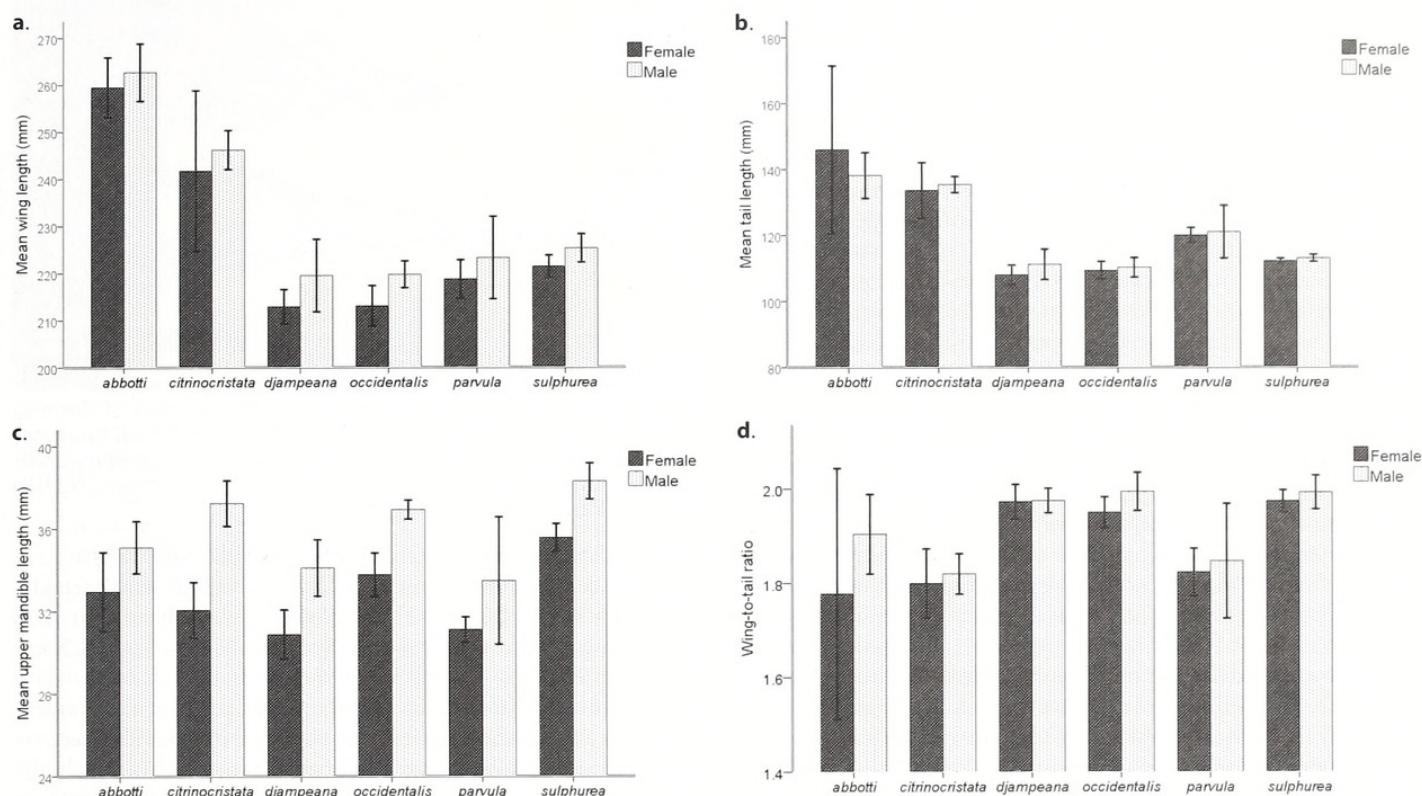 a.
Mean wing length (mm)
270
260
250
240
230
220
210
200
Female
Male
abbotti citrinocristata djampeana occidentalis parvula sulphurea
b.
Mean tail length (mm)
180
160
140
120
100
80
Female
Male
abbotti citrinocristata djampeana occidentalis parvula sulphurea
c.
Mean upper mandible length (mm)
40
36
32
28
24
Female
Male
abbotti citrinocristata djampeana occidentalis parvula sulphurea
d.
Wing-to-tail ratio
2.0
1.8
1.6
1.4
Female
Male
abbotti citrinocristata djampeana occidentalis parvula sulphurea